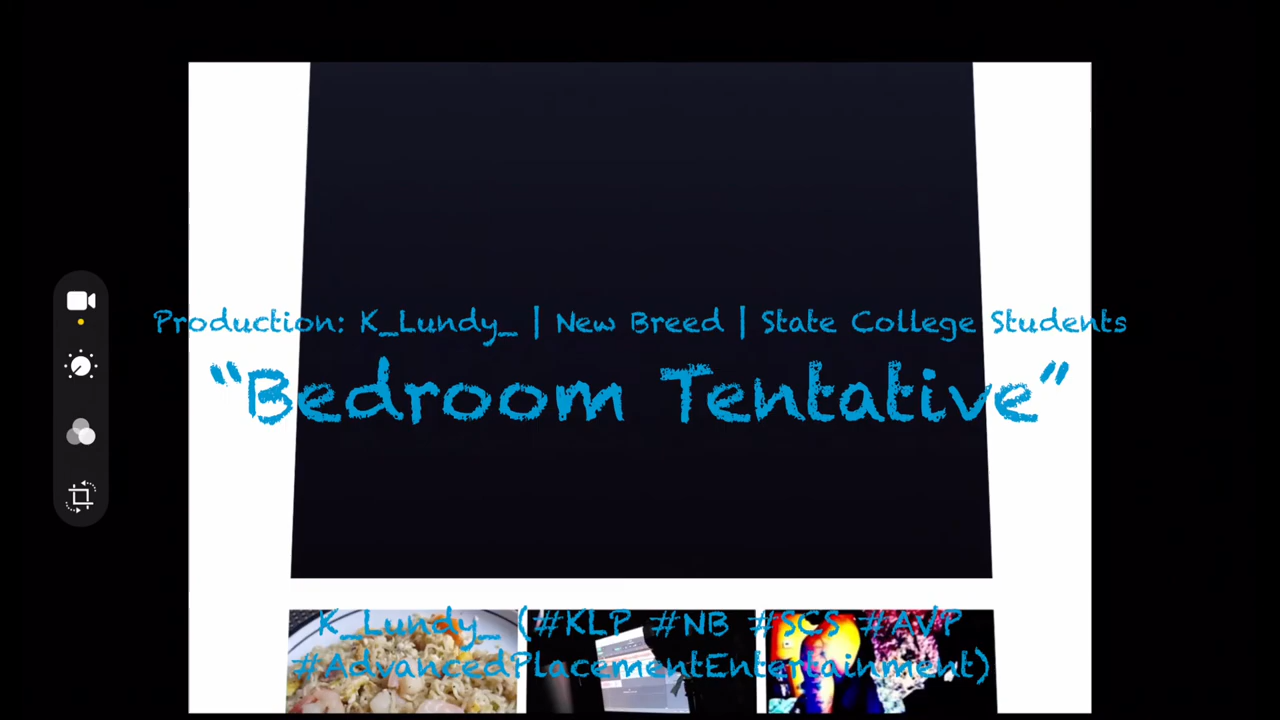 Production: K_Lundy_ | New Breed | State College Students
“Bedroom Tentative”
K_Lundy_ (#KLP #NB #SCS #AVP
#AdvancedPlacementEntertainment)